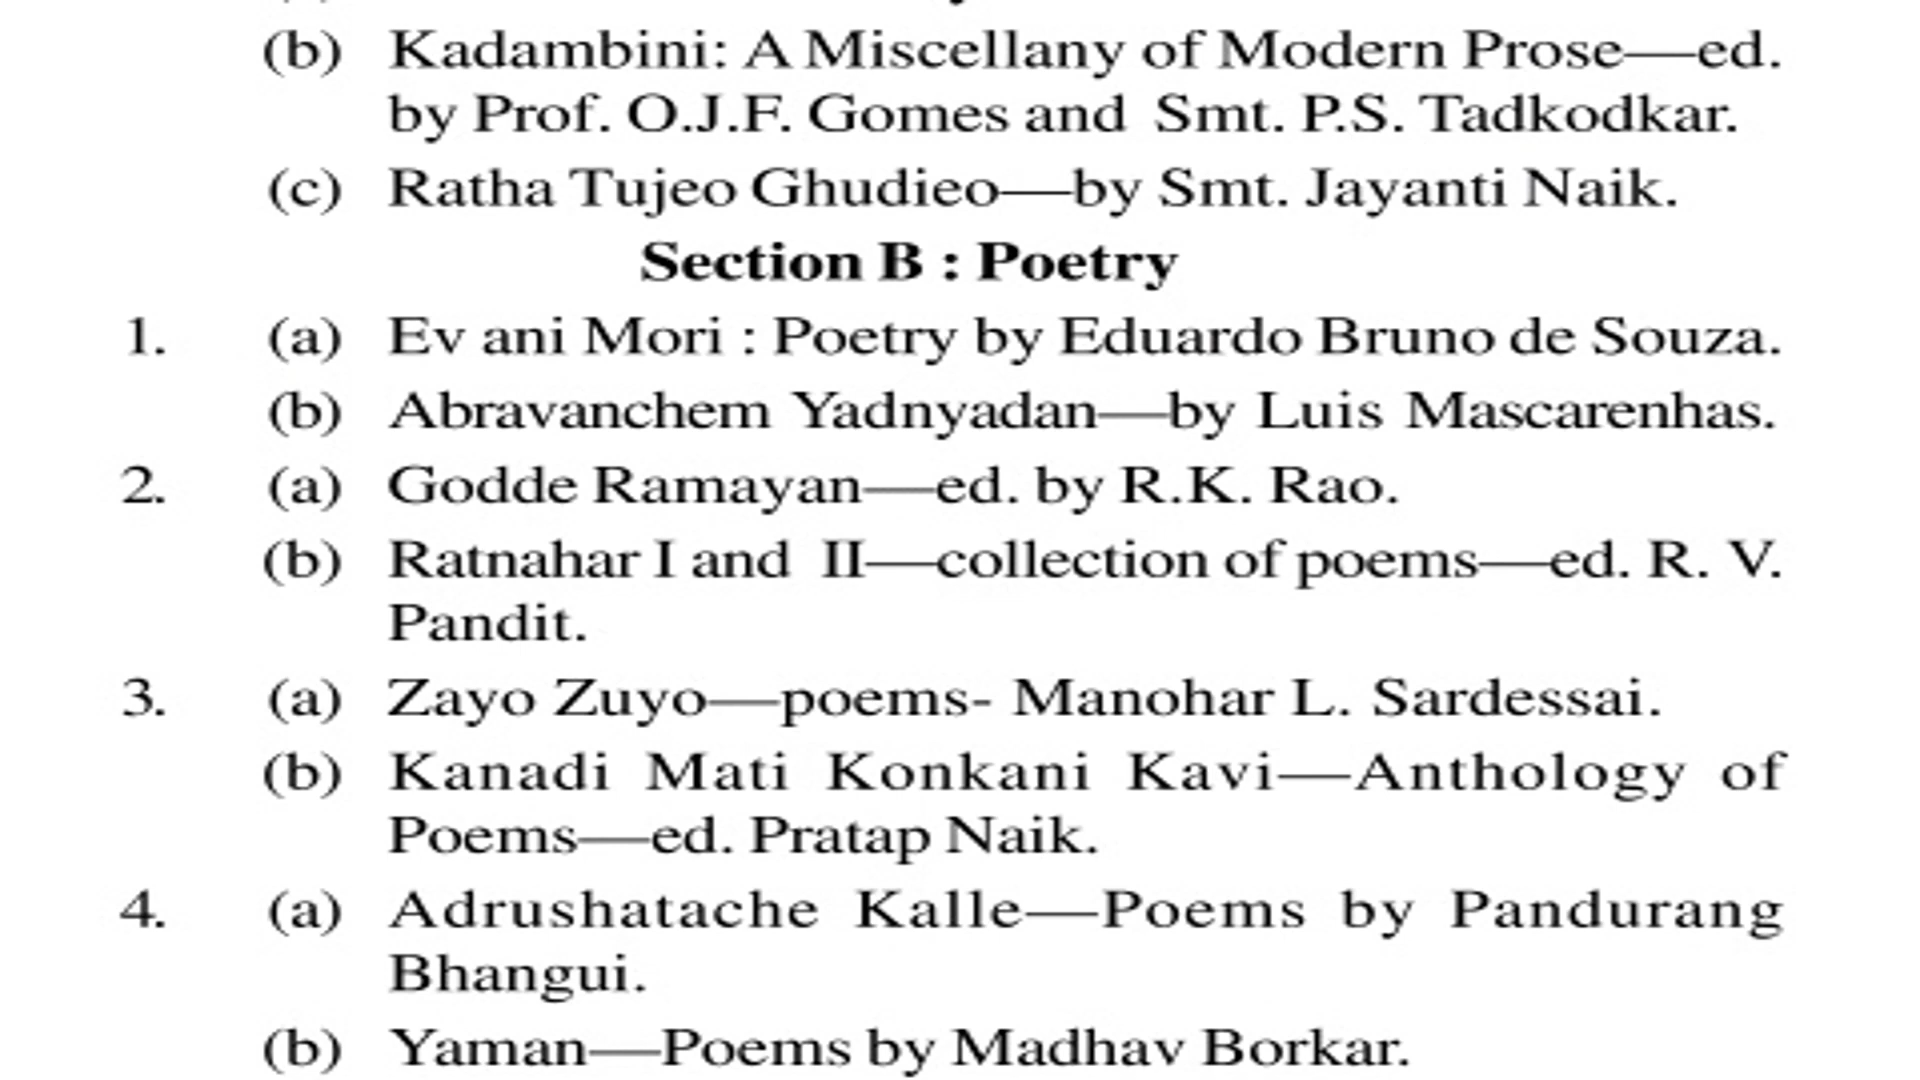 (b) Kadambini: A Miscellany of Modern Prose—ed.
by Prof. O.J.F. Gomes and Smt. P.S. Tadkodkar.
(c) Ratha Tujeo Ghudieo—by Smt. Jayanti Naik.
Section B : Poetry
1. (a) Ev ani Mori : Poetry by Eduardo Bruno de Souza.
(b) Abravanchem Yadnyadan—by Luis Mascarenhas.
2. (a) Godde Ramayan—ed. by R.K. Rao.
(b) Ratnahar I and II—collection of poems—ed. R. V.
Pandit.
3. (a) Zayo Zuyo—poems- Manohar L. Sardessai.
(b) Kanadi Mati Konkani Kavi—Anthology of
Poems—ed. Pratap Naik.
4. (a) Adrushatache Kalle—Poems by Pandurang
Bhangui.
(b) Yaman—Poems by Madhav Borkar.